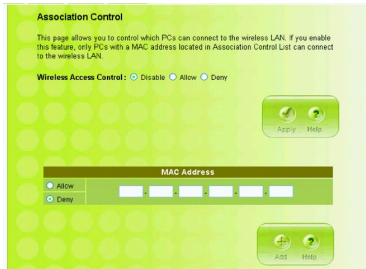 Association Control
This page allows you to control which PCs can connect to the wireless LAN. If you enable
this feature, only PCs with a MAC address located in Association Control List can connect
to the wireless LAN.
Wireless Access Control: Disable Allow Deny
Apply Help
MAC Address
Allow
- - - - -
Deny
Add Help